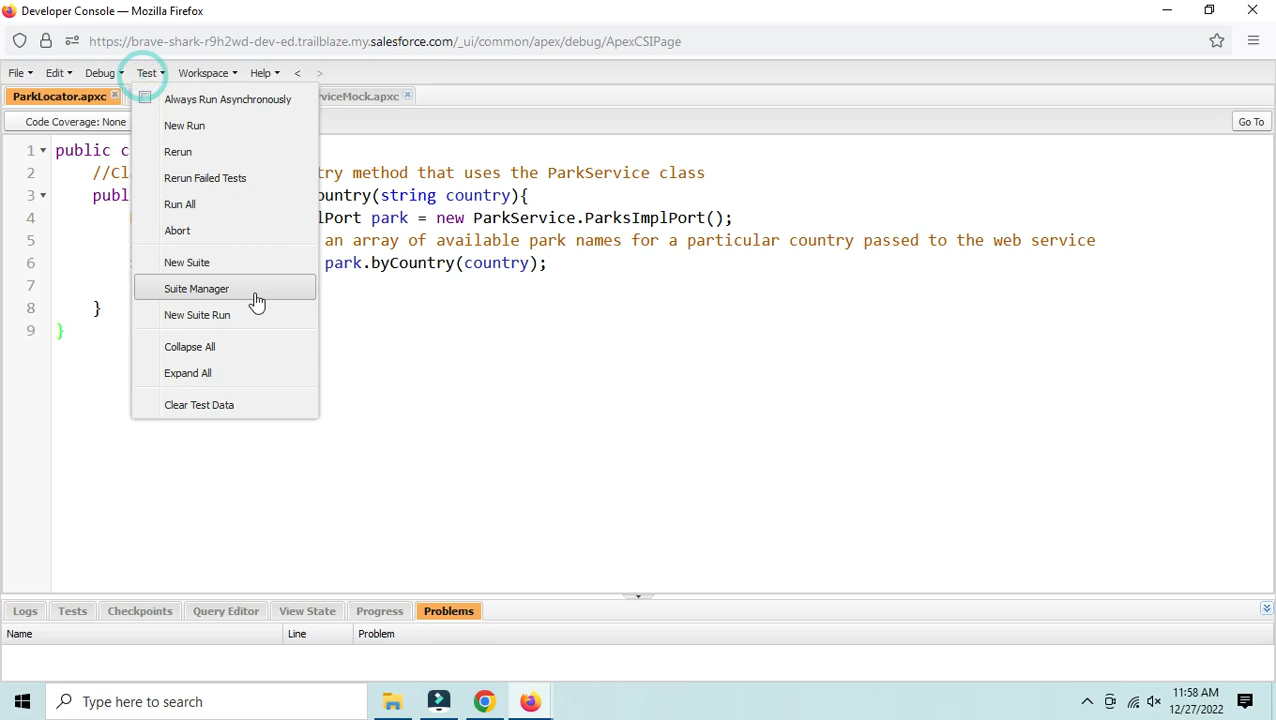 Developer Console — Mozilla Firefox
https://brave-shark-r9h2wd-dev-ed.trailblaze.my.salesforce.com/_ui/common/apex/debug/ApexCSIPage
File Edit Debug Test Workspace Help < >
ParkLocator.apxc viceMock.apxc
Code Coverage: None Go To
Always Run Asynchronously
New Run
Rerun
Rerun Failed Tests
Run All
Abort
New Suite
Suite Manager
New Suite Run
Collapse All
Expand All
Clear Test Data
1 public c
2 //Cl try method that uses the ParkService class
3 publ ountry(string country){
4 lPort park = new ParkService.ParksImplPort();
5 an array of available park names for a particular country passed to the web service
6 park.byCountry(country);
7
8 }
9 }
Logs Tests Checkpoints Query Editor View State Progress Problems
Name Line Problem
Type here to search
11:58 AM
12/27/2022